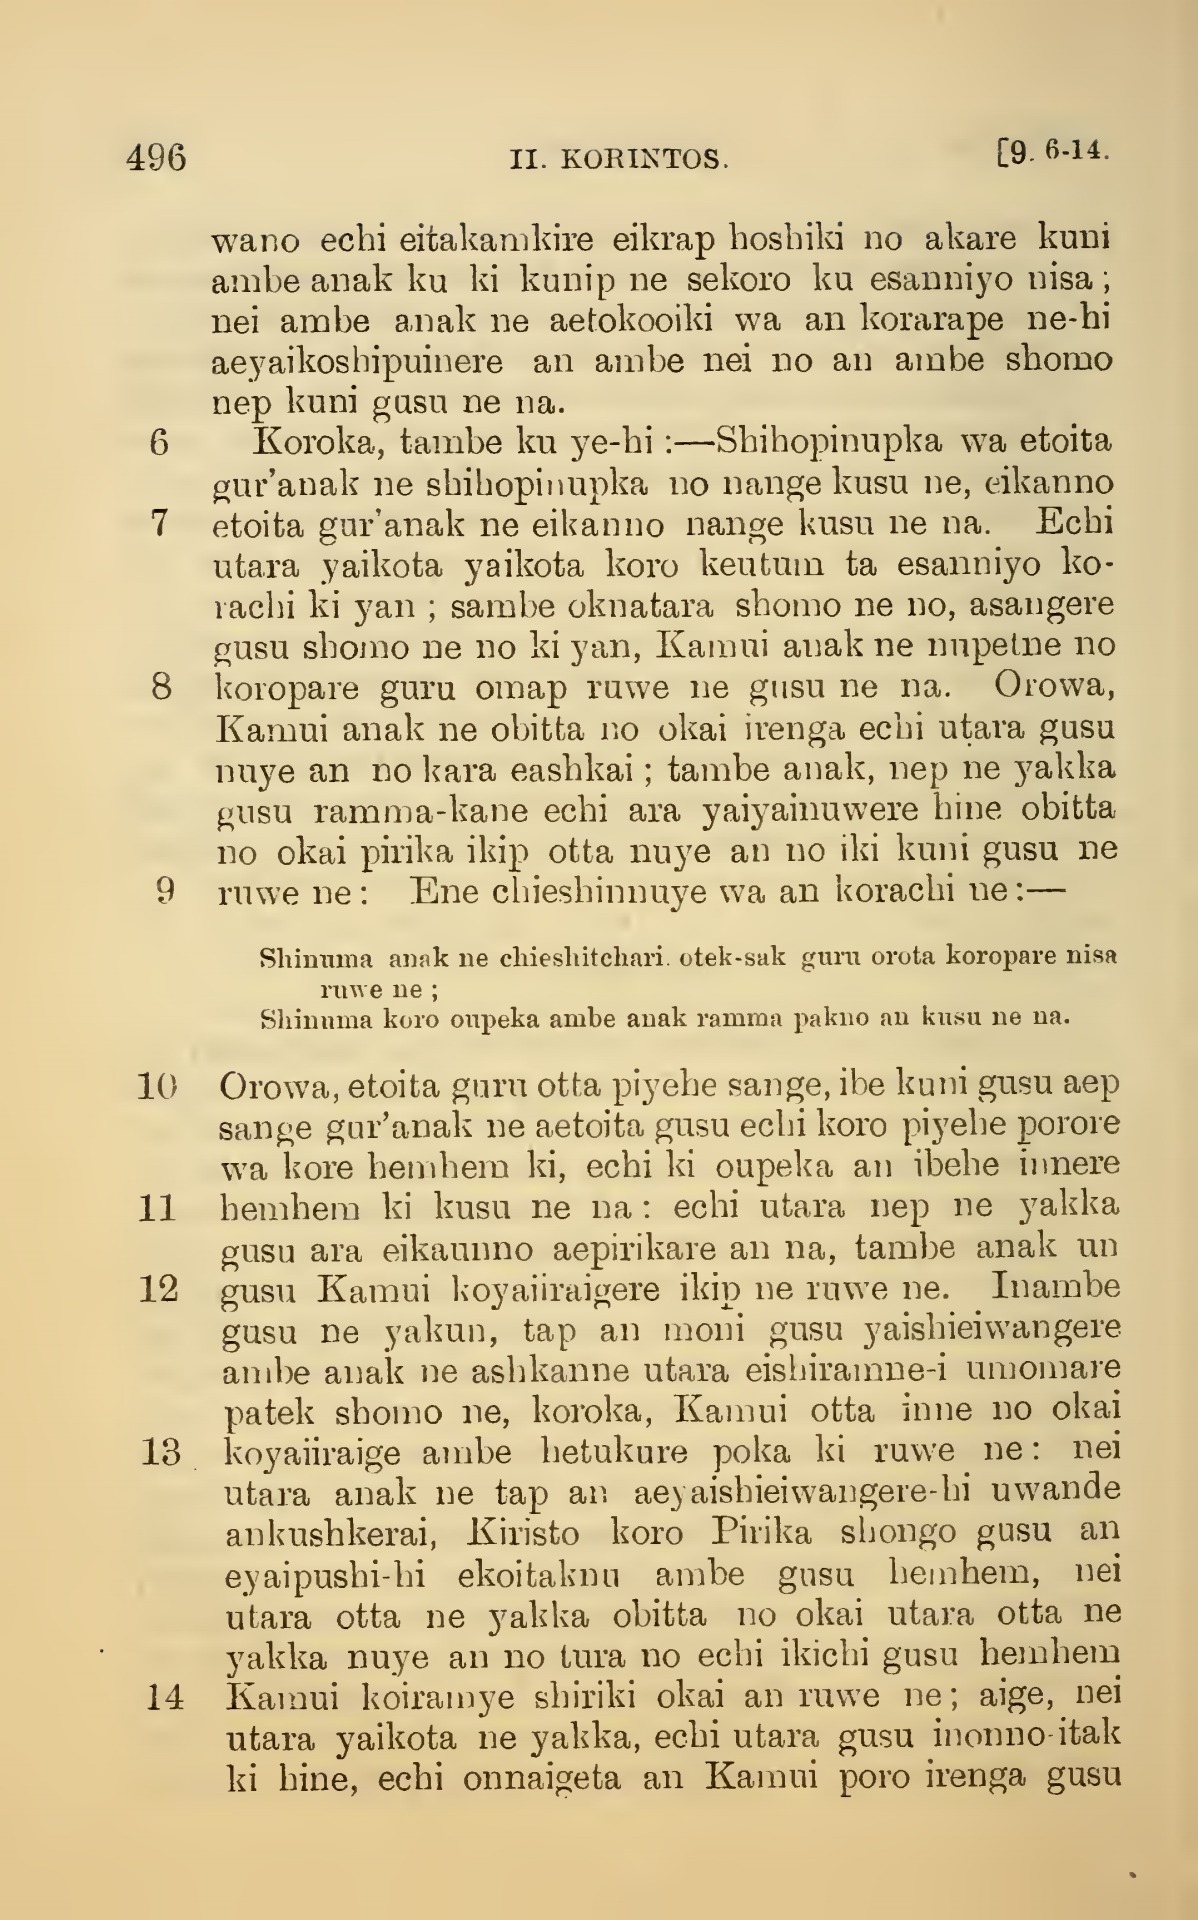 496 II. KORINTOS. [9. 6-14.
wano echi eitakamkire eikrap hoshiki no akare kuni
ambe anak ku ki kunip ne sekoro ku esanniyo nisa ;
nei ambe anak ne aetokooiki wa an korarape ne-hi
aeyaikoshipuinere an ambe nei no an ambe shomo
nep kuni gusu ne na.
6 Koroka, tambe ku ye-hi :—Shihopinupka wa etoita
gur'anak ne shihopinupka no nange kusu ne, eikanno
7 etoita gur'anak ne eikanno nange kusu ne na. Echi
utara yaikota yaikota koro keutum ta esanniyo ko-
rachi ki yan ; sambe oknatara shomo ne no, asangere
gusu shomo ne no ki yan, Kamui anak ne nupetne no
8 koropare guru omap ruwe ne gusu ne na. Orowa,
Kamui anak ne obitta no okai irenga echi utara gusu
nuye an no kara eashkai ; tambe anak, nep ne yakka
gusu ramma-kane echi ara yaiyainuwere hine obitta
no okai pirika ikip otta nuye an no iki kuni gusu ne
9 ruwe ne : Ene chieshinnuye wa an korachi ne :—
Shinuma anak ne chieshitchari. otek-sak guru orota koropare nisa
ruwe ne ;
Shinuma koro oupeka ambe anak ramma pakno an kusu ne na.
10 Orowa, etoita guru otta piyehe sange, ibe kuni gusu aep
sange gur'anak ne aetoita gusu echi koro piyehe porore
wa kore hemhem ki, echi ki oupeka an ibehe innere
11 hemhem ki kusu ne na : echi utara nep ne yakka
gusu ara eikaunno aepirikare an na, tambe anak un
12 gusu Kamui koyaiiraigere ikip ne ruwe ne. Inambe
gusu ne yakun, tap an moni gusu yaishieiwangere
ambe anak ne ashkanne utara eishiramne-i umomare
patek shomo ne, koroka, Kamui otta inne no okai
13 koyaiiraige ambe hetukure poka ki ruwe ne : nei
utara anak ne tap an aeyaishieiwangere-hi uwande
ankushkerai, Kiristo koro Pirika shongo gusu an
eyaipushi-hi ekoitaknu ambe gusu hemhem, nei
utara otta ne yakka obitta no okai utara otta ne
yakka nuye an no tura no echi ikichi gusu hemhem
14 Kamui koiramye shiriki okai an ruwe ne ; aige, nei
utara yaikota ne yakka, echi utara gusu inonno-itak
ki hine, echi onnaigeta an Kamui poro irenga gusu